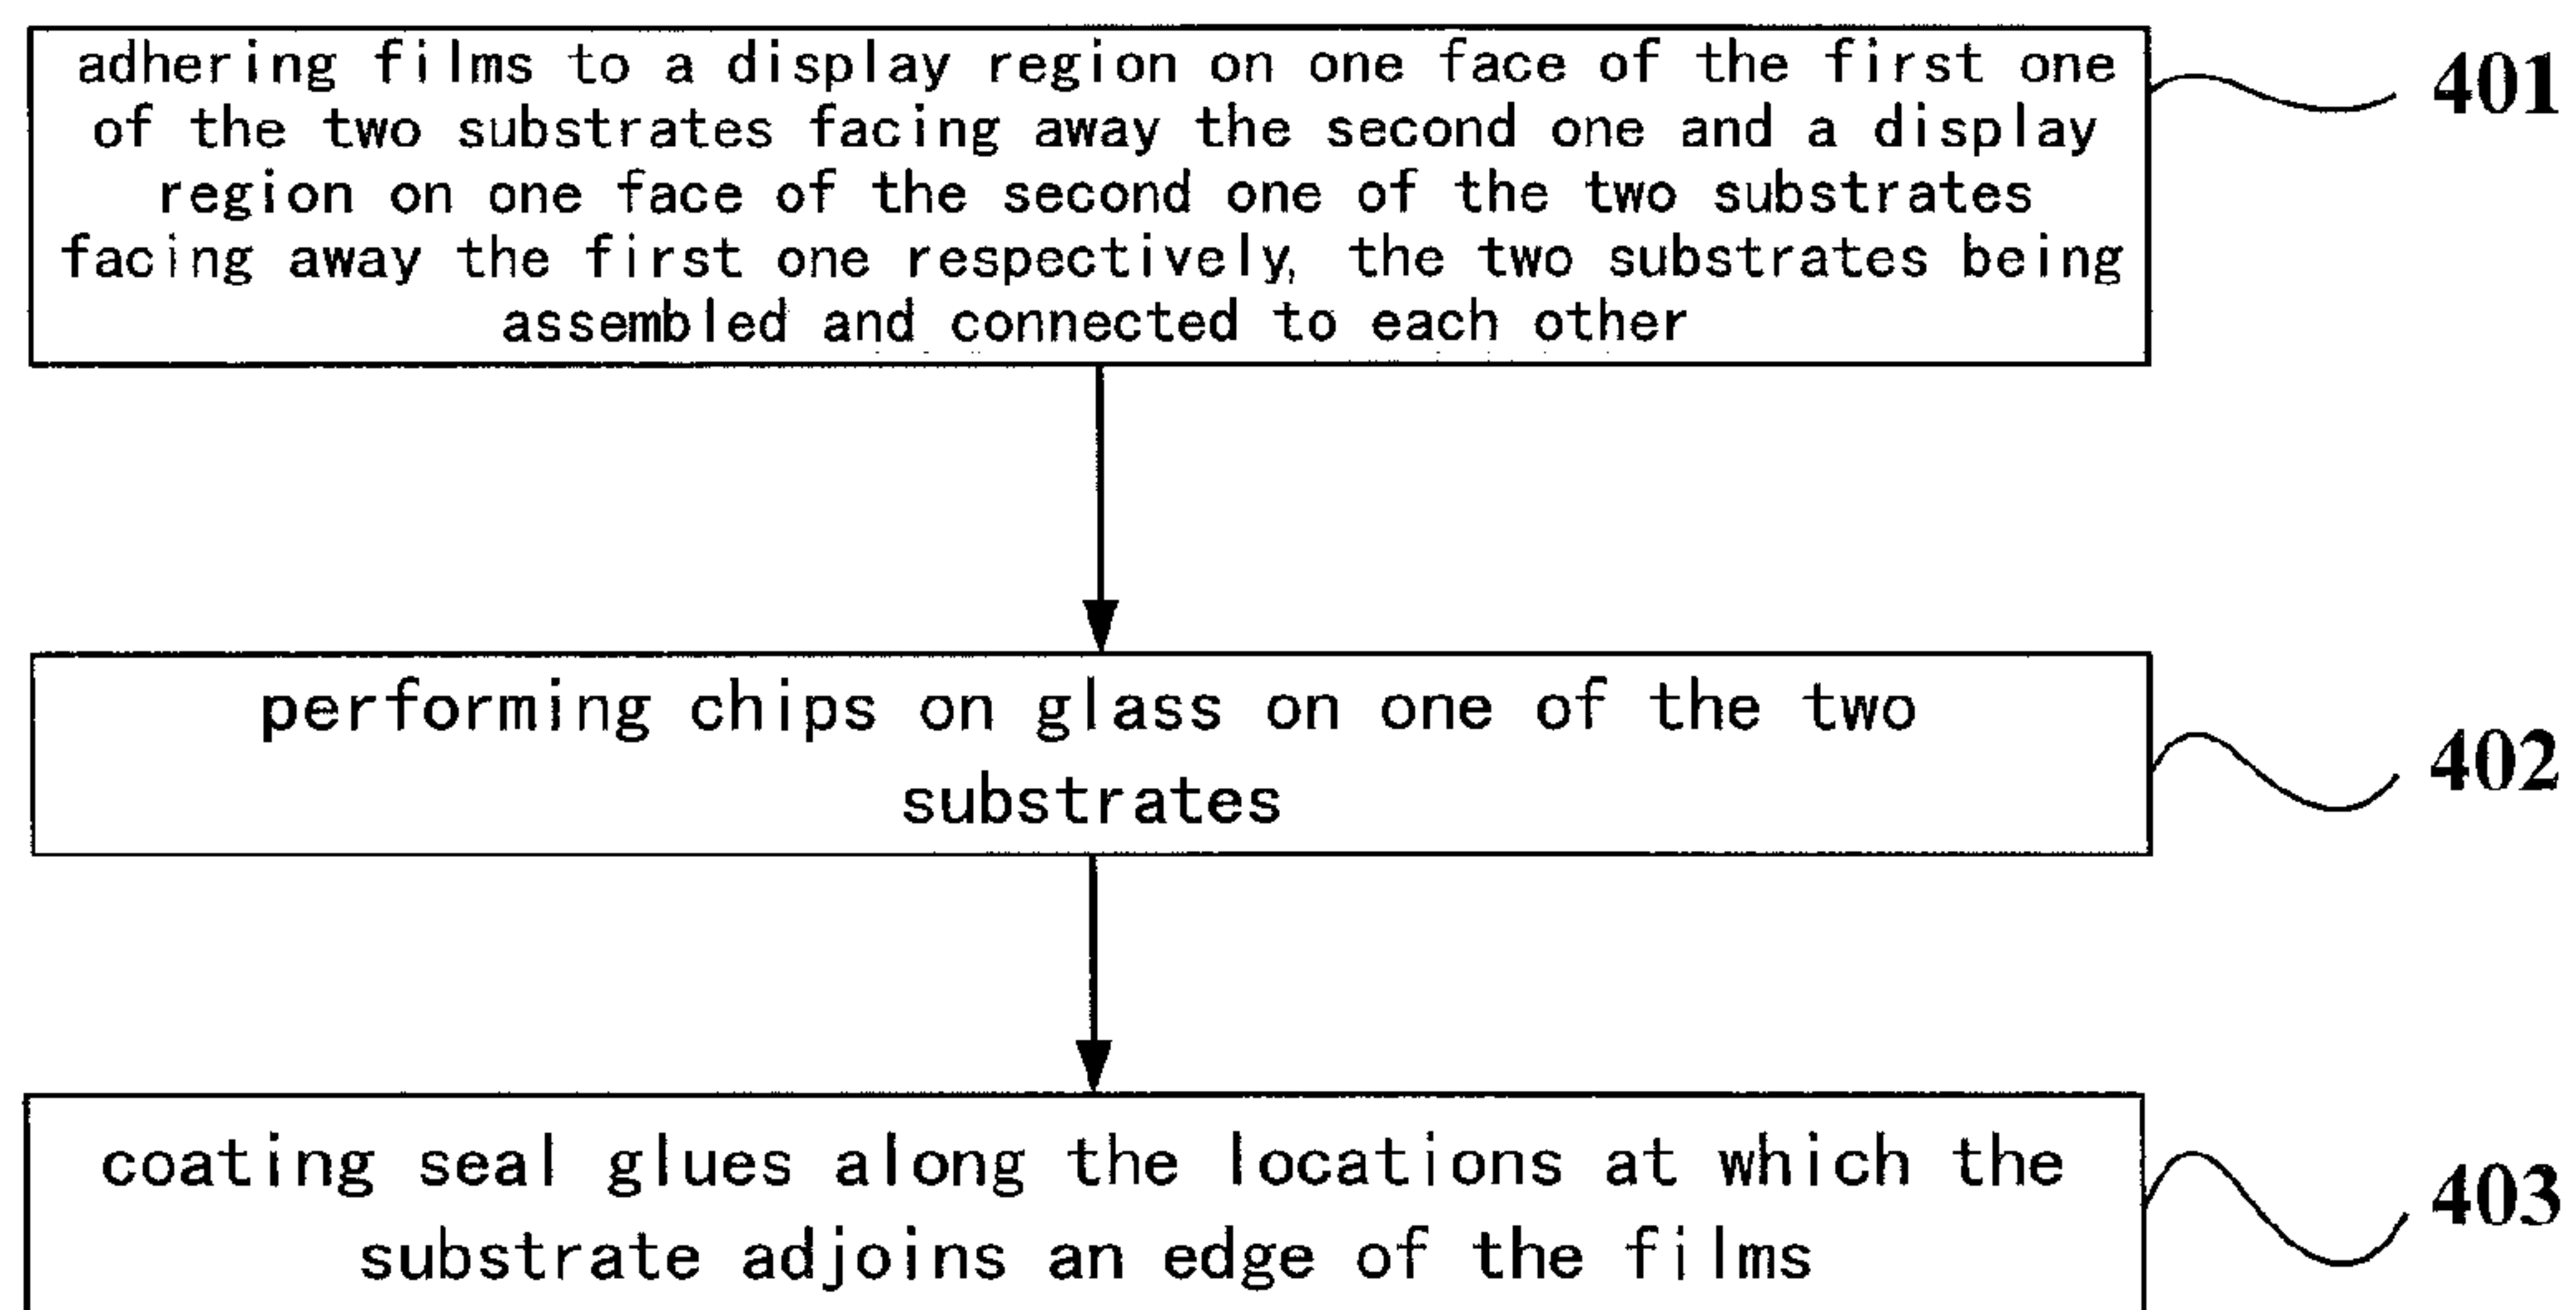 adhering films to a display region on one face of the first one
of the two substrates facing away the second one and a display
region on one face of the second one of the two substrates
facing away the first one respectively, the two substrates being
assembled and connected to each other
401
performing chips on glass on one of the two
substrates
402
coating seal glues along the locations at which the
substrate adjoins an edge of the films
403